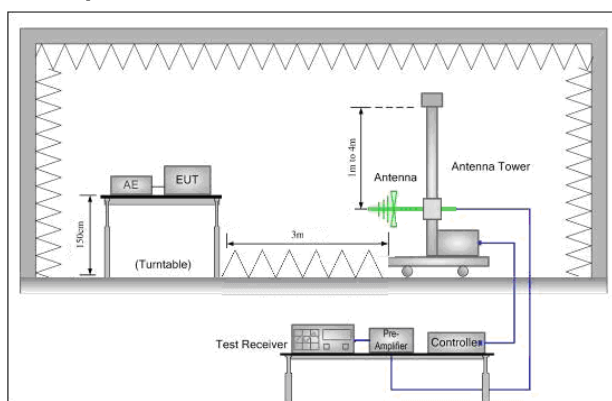 1m to 4m
Antenna
Antenna Tower
AE
EUT
150cm
(Turntable)
3m
Test Receiver
Pre-
Amplifier
Controller